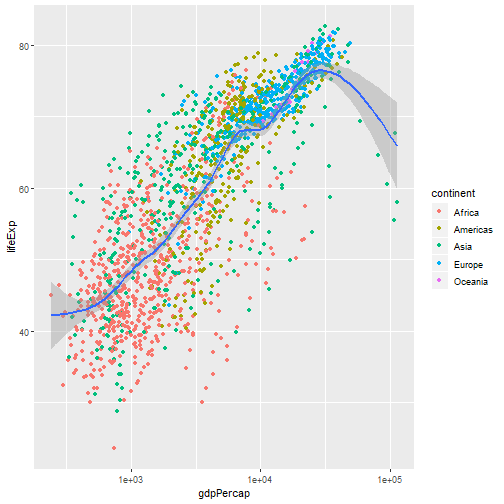 80
60
40
lifeExp
1e+03
1e+04
1e+05
gdpPercap
continent
Africa
Americas
Asia
Europe
Oceania